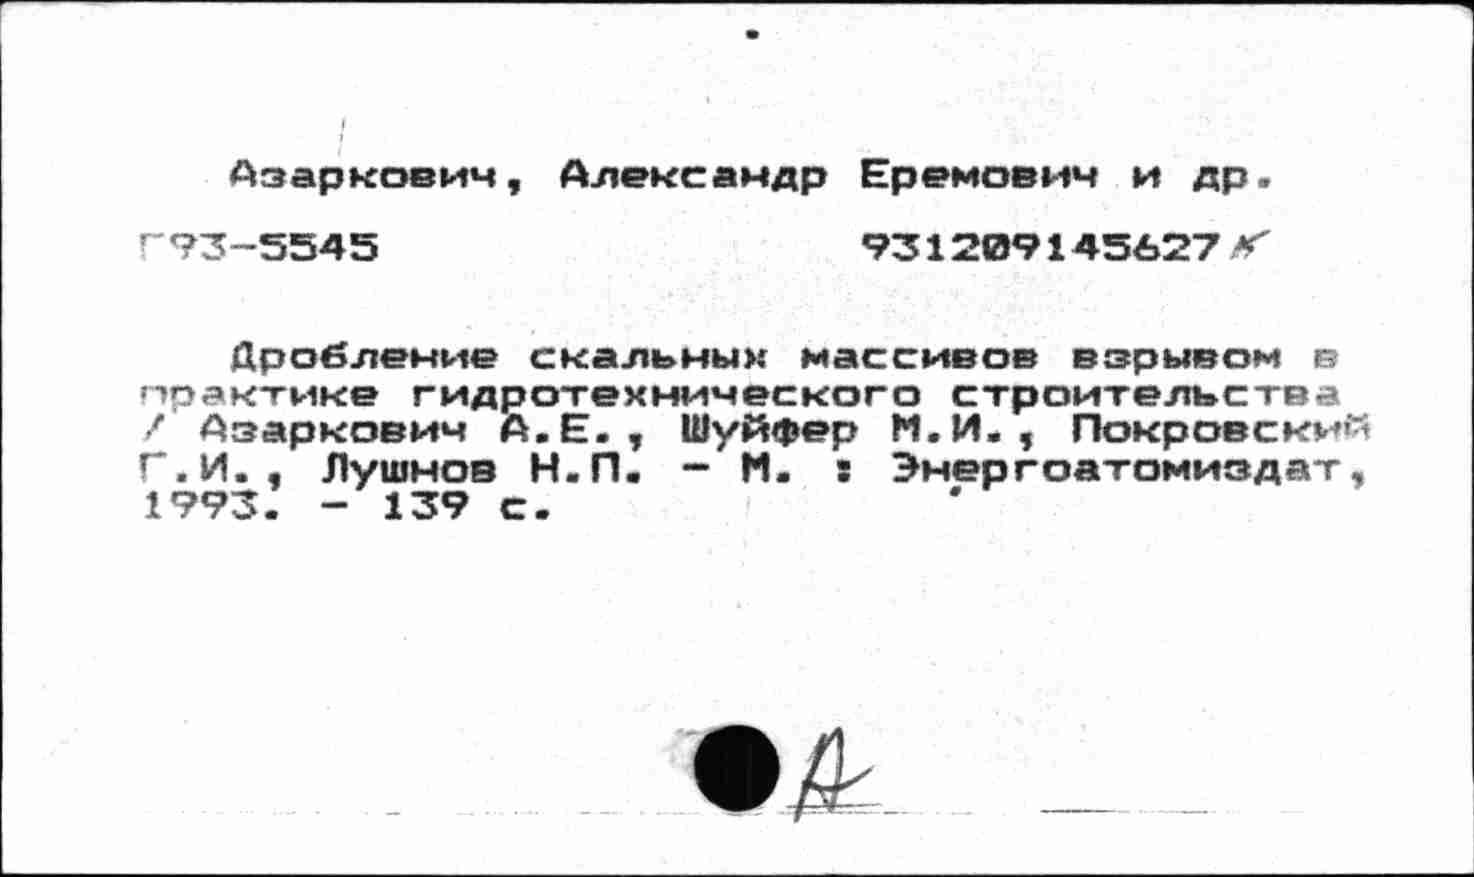 Азаркович, Александр Еремович и др.
Г93-5545 931209145627
Дробление скальных массивов взрывом в
практике гидротехнического строительства
/ Азаркович А.Е., Шуйфер М.И., Покровский
Г.И., Лушнов Н.П. - М. : Энергоатомиздат,
1993. - 139 с.
А